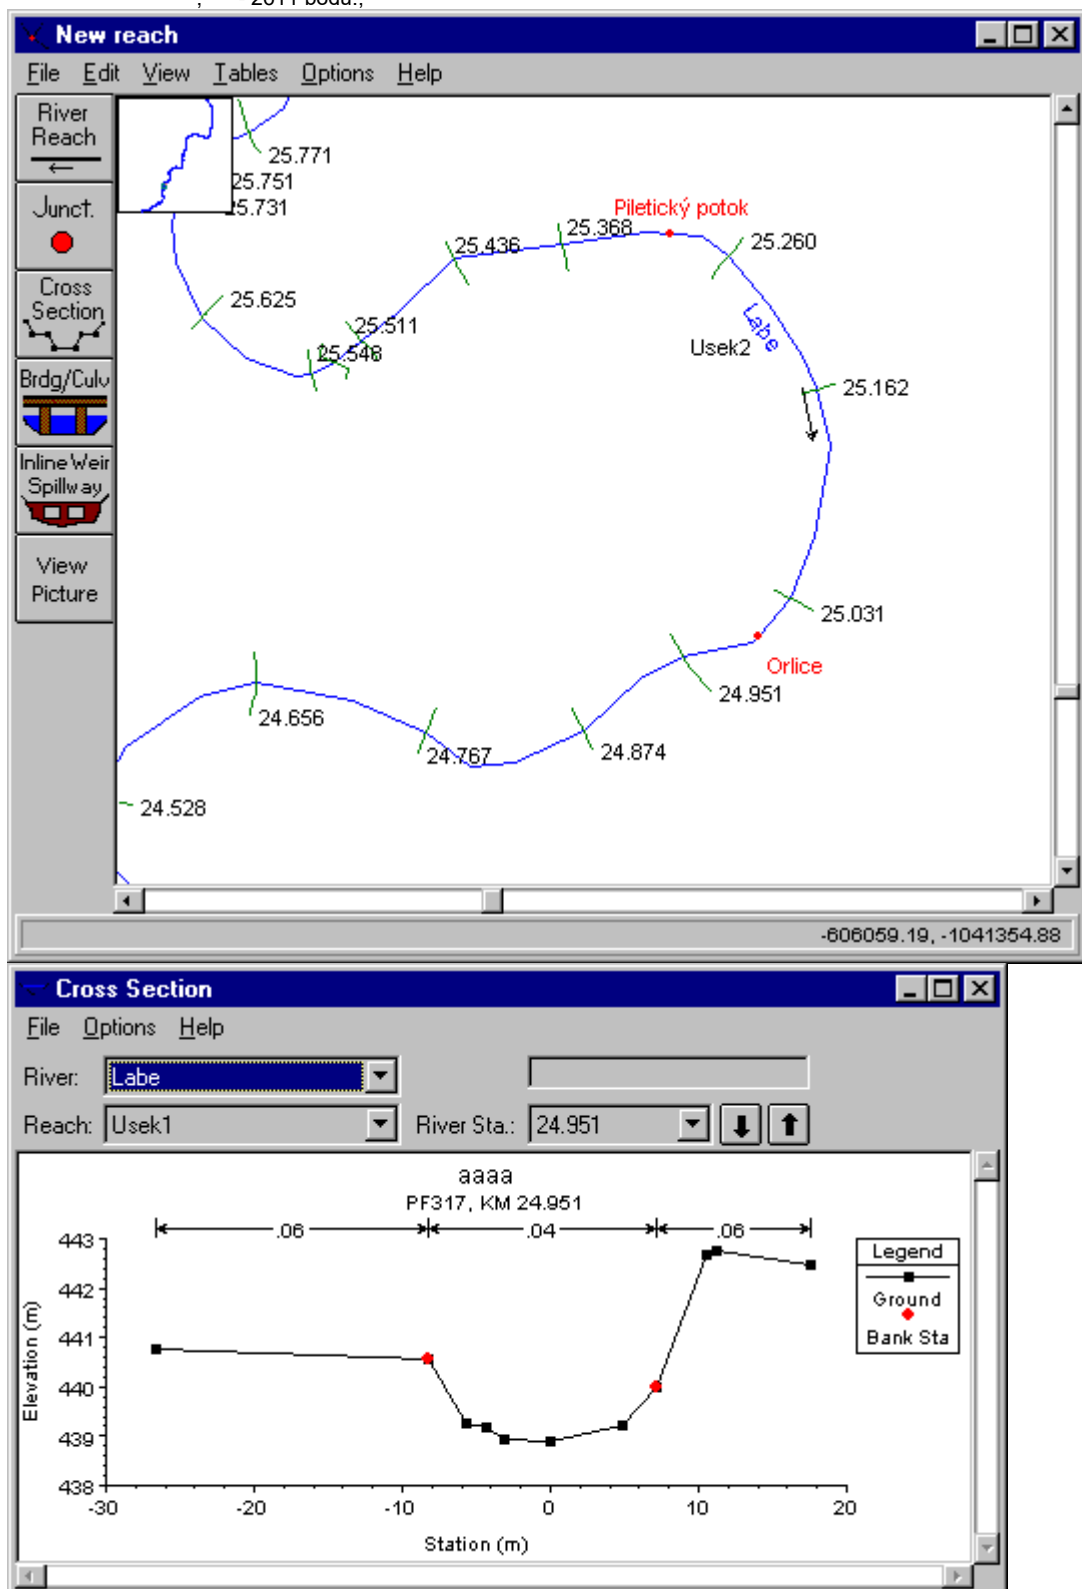 New reach
File Edit View Tables Options Help
River
Reach
Junct.
Cross
Section
Brdg/Culv
Inline Weir
Spillway
View
Picture
25.771
25.751
25.731
Piletický potok
25.368
25.436
25.260
25.625
25.511
25.548
Labe
Usek2
25.162
25.031
Orlice
24.951
24.656
24.767
24.874
24.528
-606059.19, -1041354.88
Cross Section
File Options Help
River: Labe
Reach: Usek1 River Sta.: 24.951
aaaa
PF317, KM 24.951
.06 .04 .06
443
442
441
440
439
438
Elevation (m)
-30 -20 -10 0 10 20
Station (m)
Legend
Ground
Bank Sta